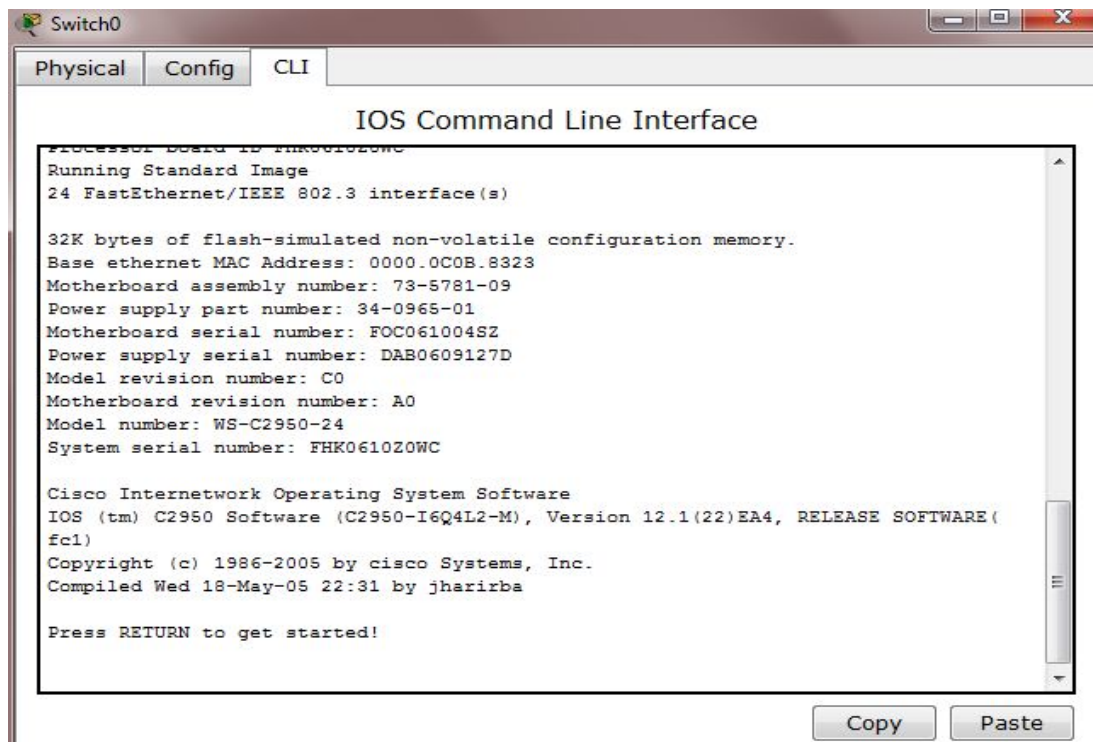 Switch0
Physical Config CLI
IOS Command Line Interface
Processor board ID FHK0610Z0WC
Running Standard Image
24 FastEthernet/IEEE 802.3 interface(s)
32K bytes of flash-simulated non-volatile configuration memory.
Base ethernet MAC Address: 0000.0C0B.8323
Motherboard assembly number: 73-5781-09
Power supply part number: 34-0965-01
Motherboard serial number: FOC061004SZ
Power supply serial number: DAB0609127D
Model revision number: C0
Motherboard revision number: A0
Model number: WS-C2950-24
System serial number: FHK0610Z0WC
Cisco Internetwork Operating System Software
IOS (tm) C2950 Software (C2950-I6Q4L2-M), Version 12.1(22)EA4, RELEASE SOFTWARE(
fc1)
Copyright (c) 1986-2005 by cisco Systems, Inc.
Compiled Wed 18-May-05 22:31 by jharirba
Press RETURN to get started!
Copy Paste